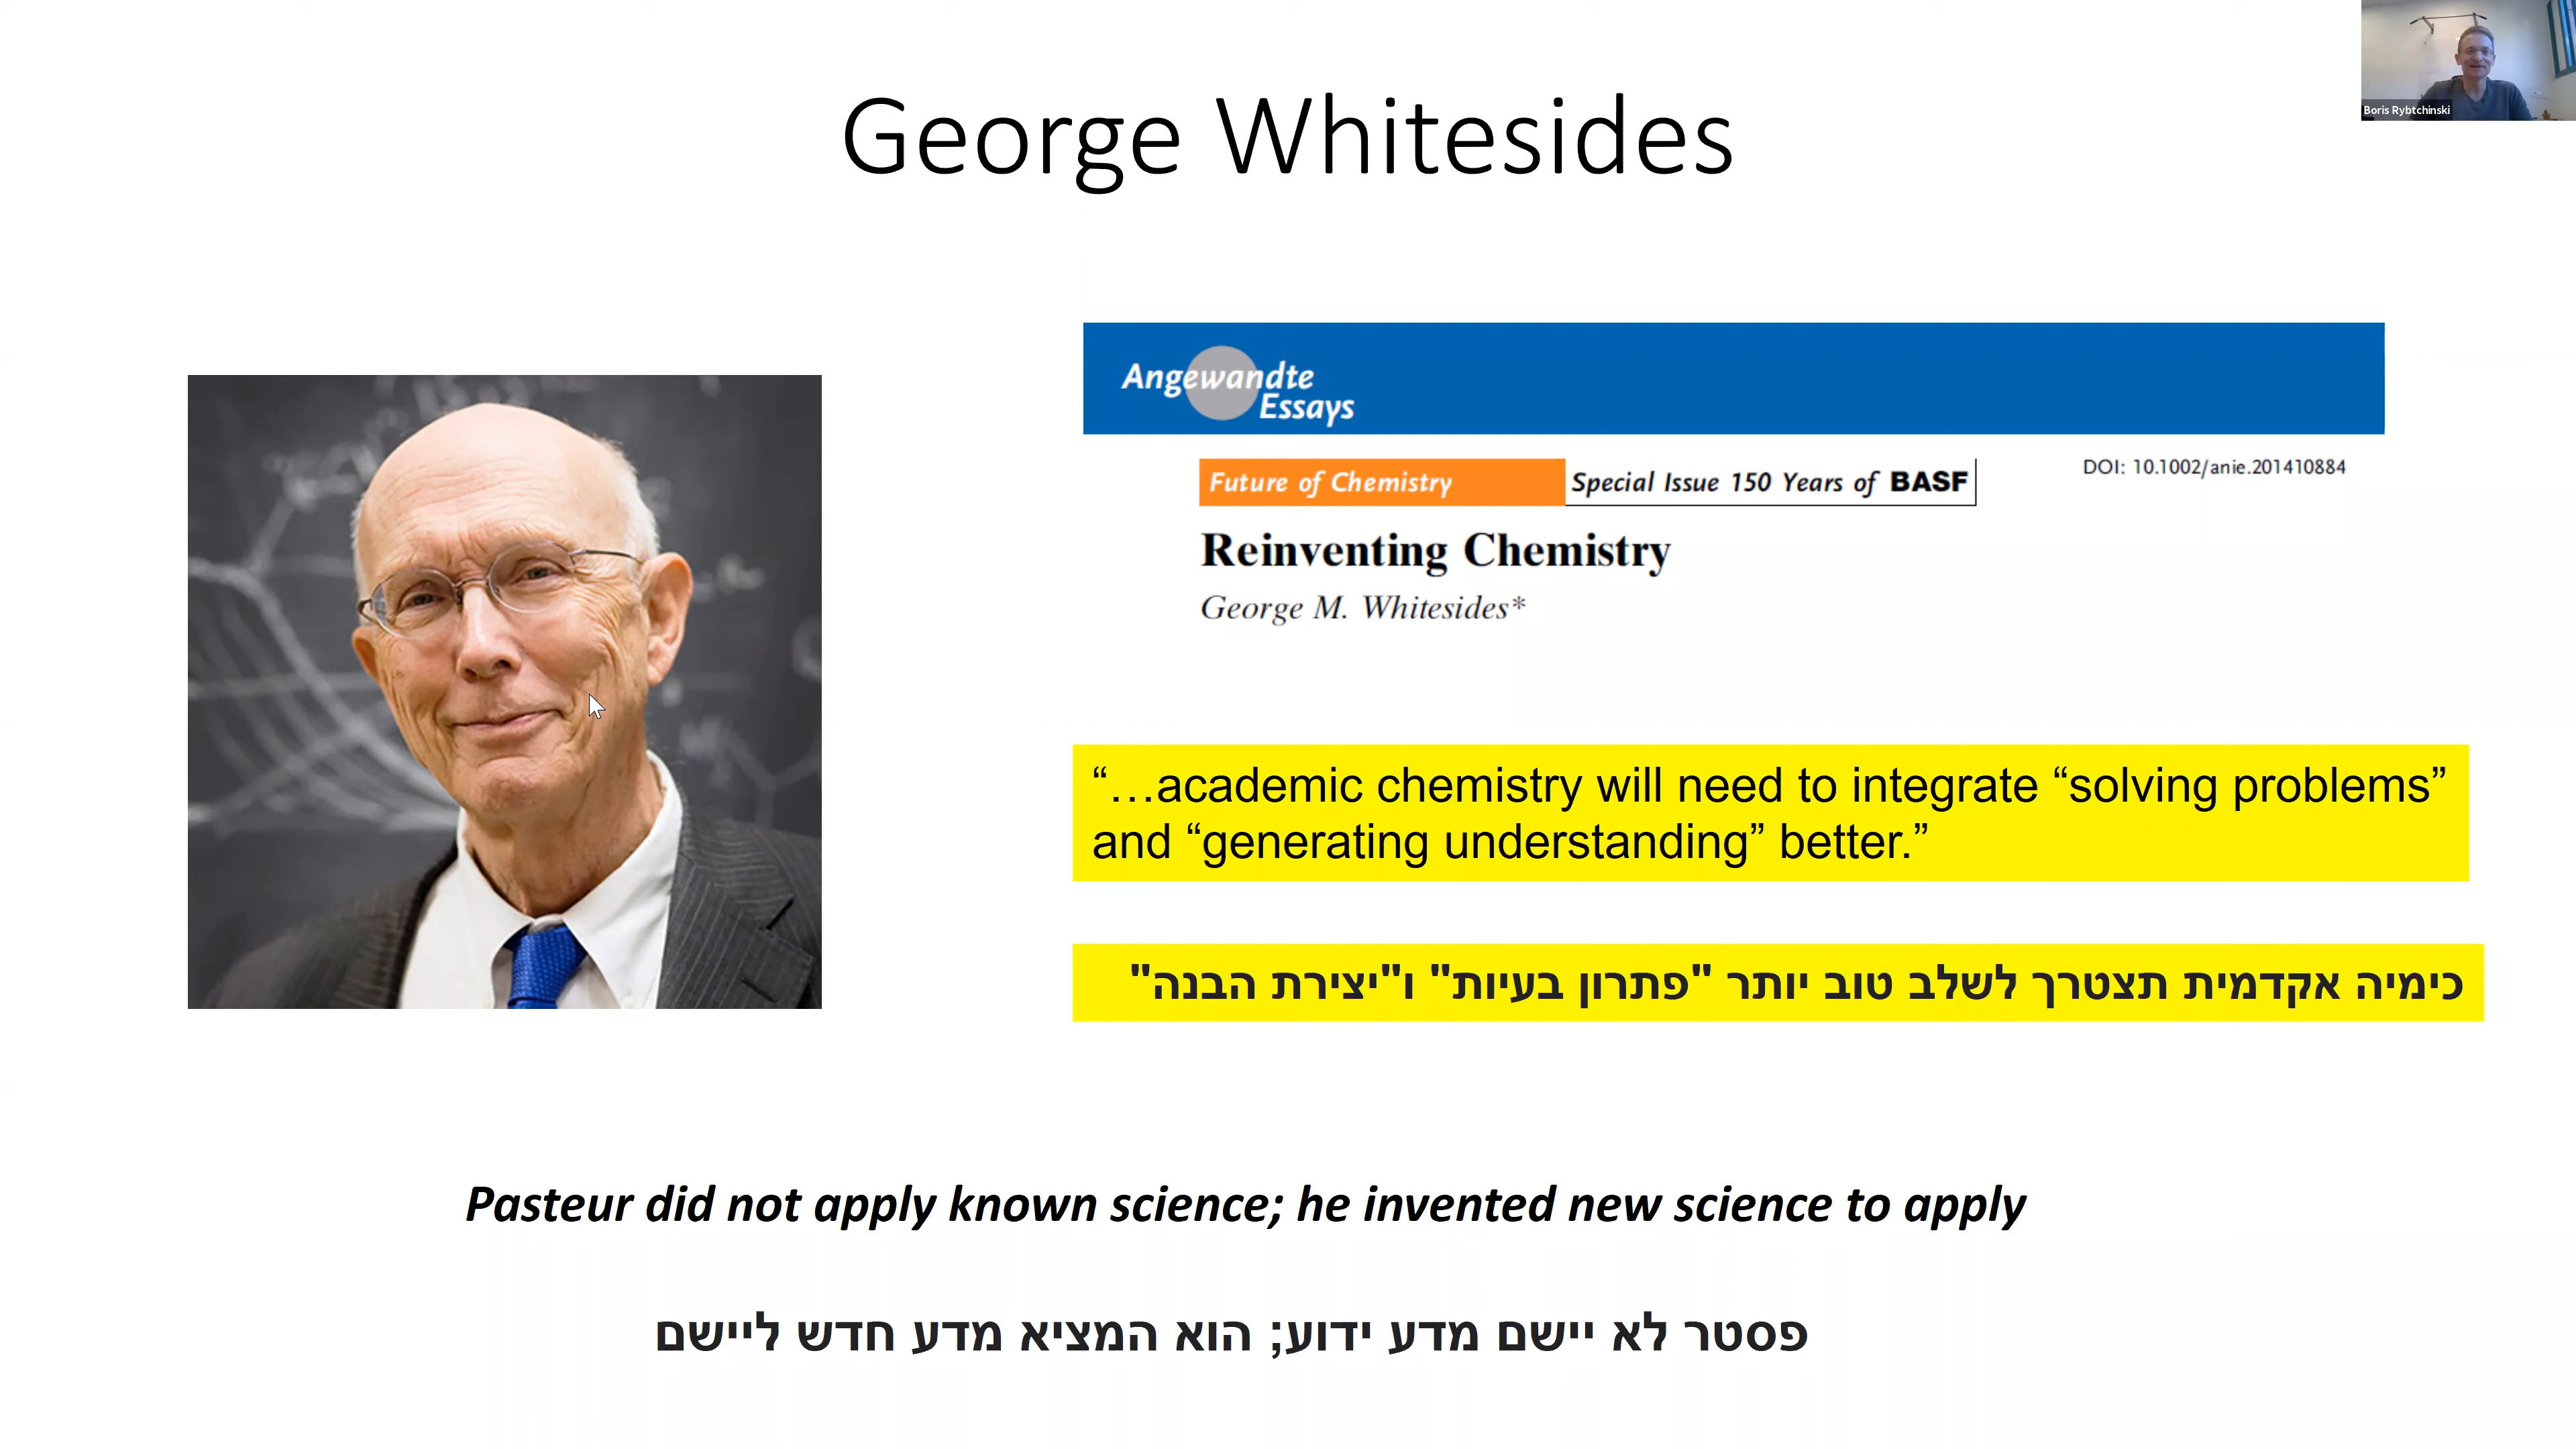 Boris Rybtchinski
George Whitesides
Angewandte
Essays
Future of Chemistry
Special Issue 150 Years of BASF
DOI: 10.1002/anie.201410884
Reinventing Chemistry
George M. Whitesides*
“…academic chemistry will need to integrate “solving problems”
and “generating understanding” better.”
כימיה אקדמית תצטרך לשלב טוב יותר "פתרון בעיות" ו"יצירת הבנה"
Pasteur did not apply known science; he invented new science to apply
פסטר לא יישם מדע ידוע; הוא המציא מדע חדש ליישם